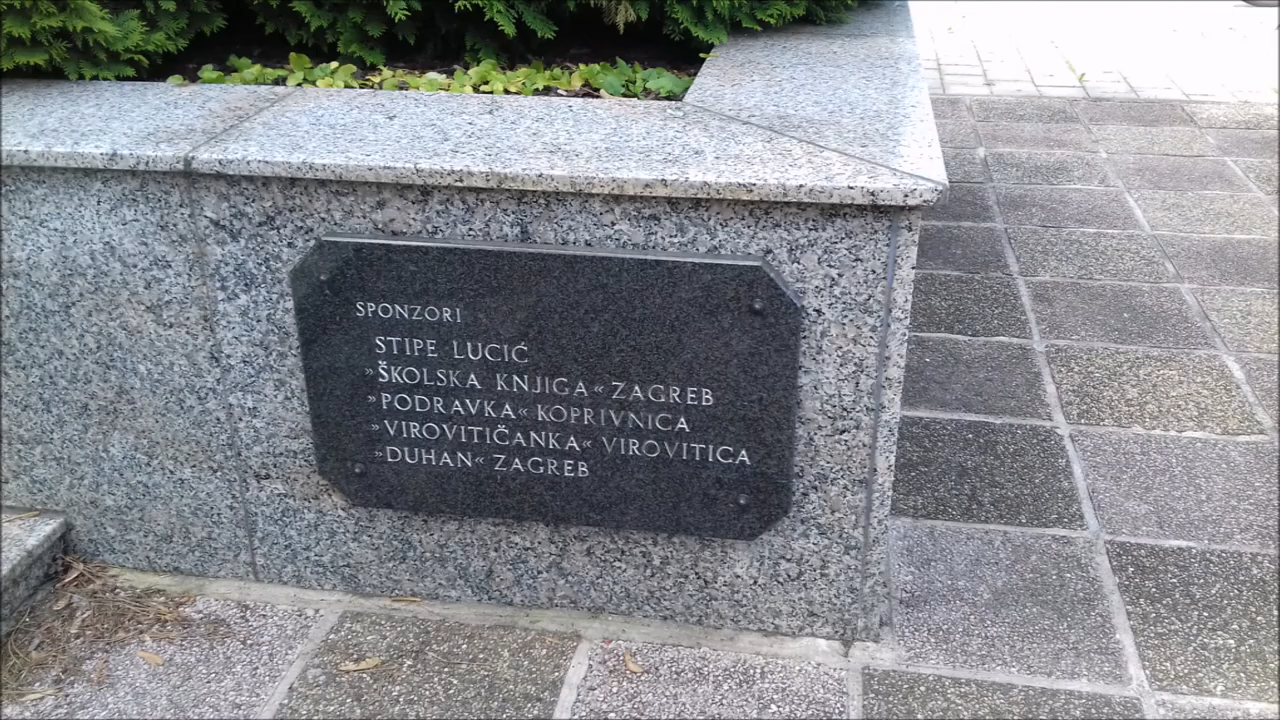 SPONZORI
STIPE LUCIĆ
»ŠKOLSKA KNJIGA« ZAGREB
»PODRAVKA« KOPRIVNICA
»VIROVITIČANKA« VIROVITICA
»DUHAN« ZAGREB